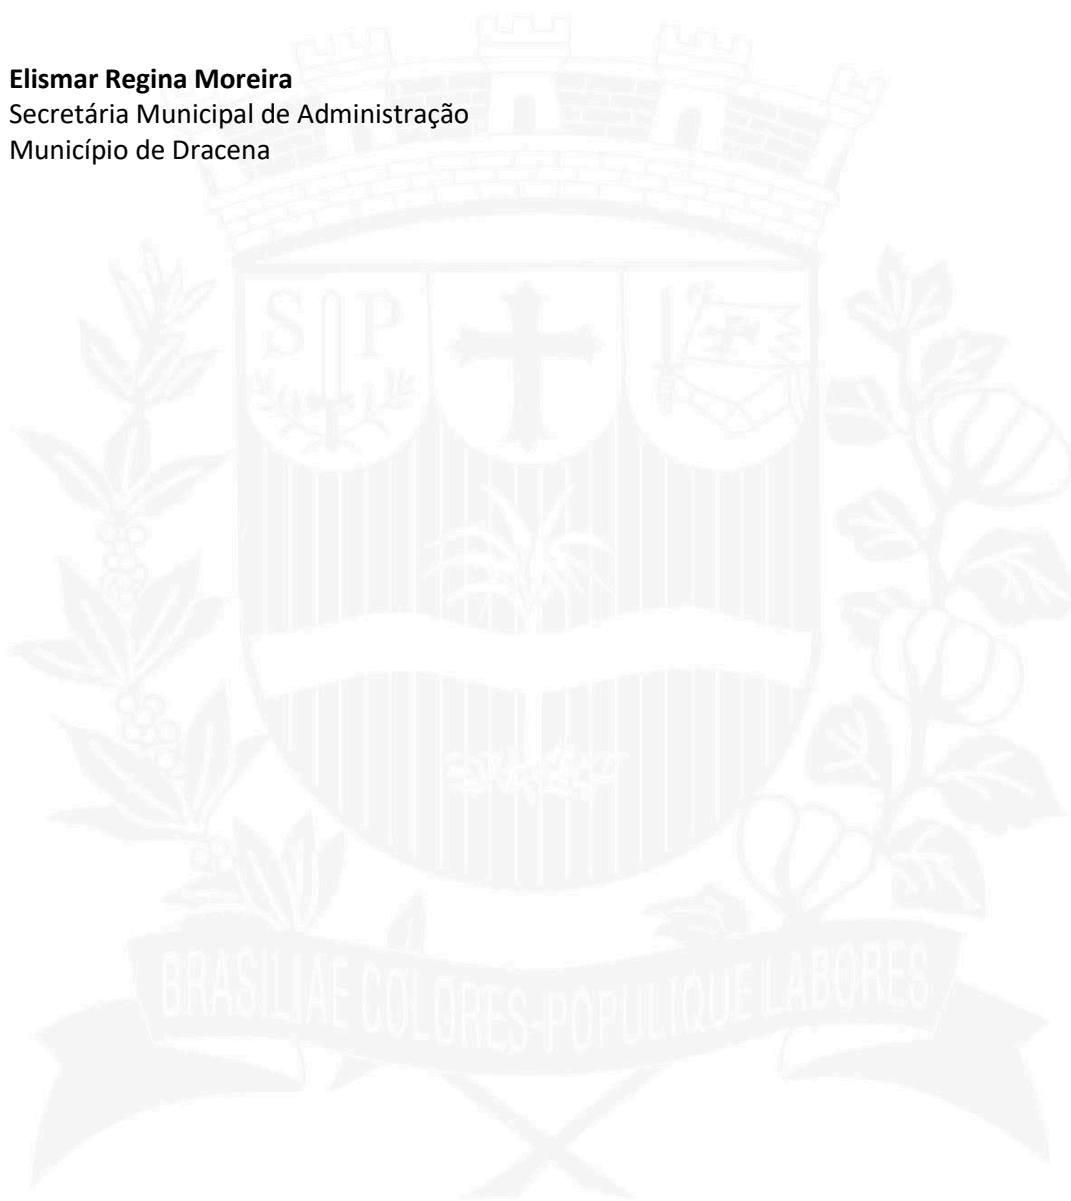 Elismar Regina Moreira
Secretária Municipal de Administração
Município de Dracena
S P
BRASILIAE COLORES POPULIQUE LABORES